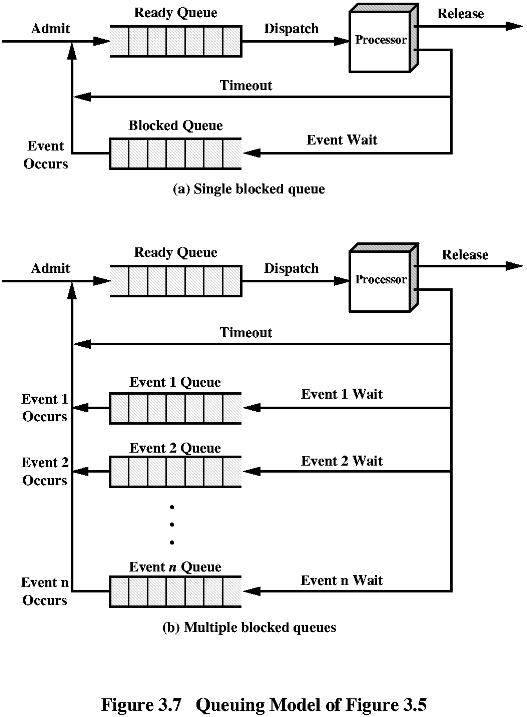 Ready Queue
Admit
Dispatch
Processor
Release
Timeout
Blocked Queue
Event
Occurs
Event Wait
(a) Single blocked queue
Ready Queue
Admit
Dispatch
Processor
Release
Timeout
Event 1 Queue
Event 1
Occurs
Event 1 Wait
Event 2 Queue
Event 2
Occurs
Event 2 Wait
Event n Queue
Event n
Occurs
Event n Wait
(b) Multiple blocked queues
Figure 3.7 Queuing Model of Figure 3.5